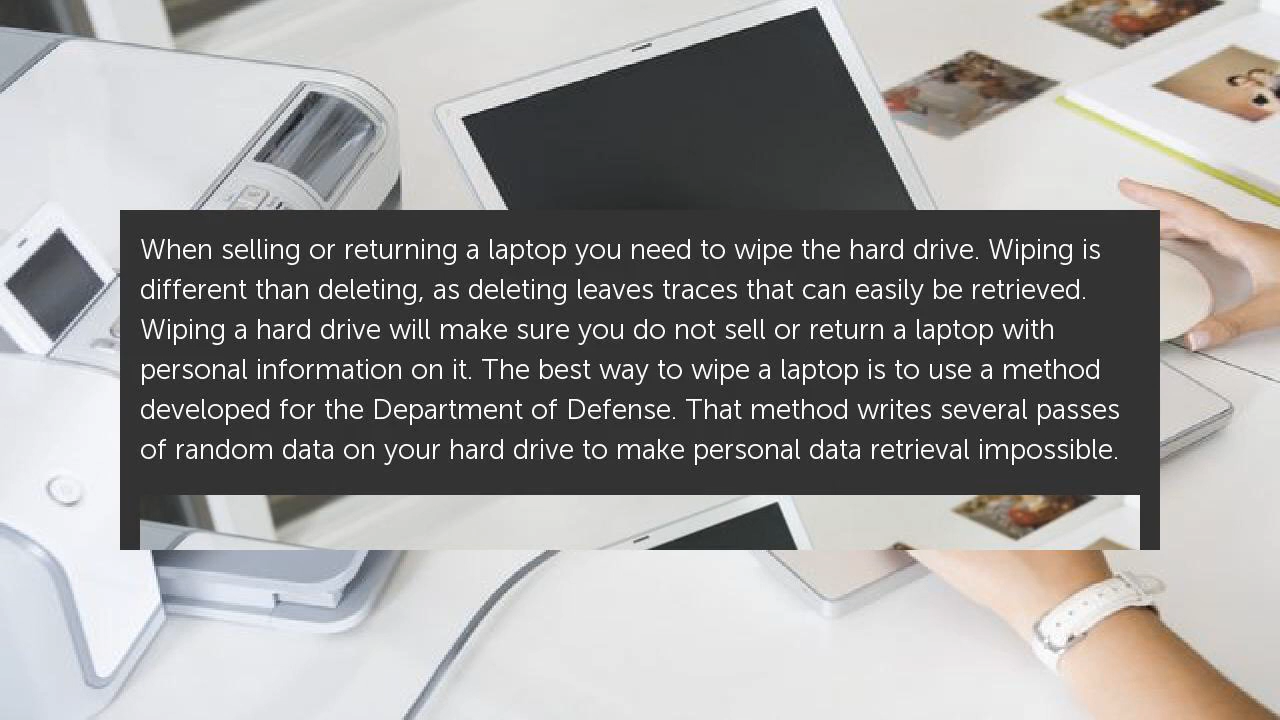 When selling or returning a laptop you need to wipe the hard drive. Wiping is
different than deleting, as deleting leaves traces that can easily be retrieved.
Wiping a hard drive will make sure you do not sell or return a laptop with
personal information on it. The best way to wipe a laptop is to use a method
developed for the Department of Defense. That method writes several passes
of random data on your hard drive to make personal data retrieval impossible.